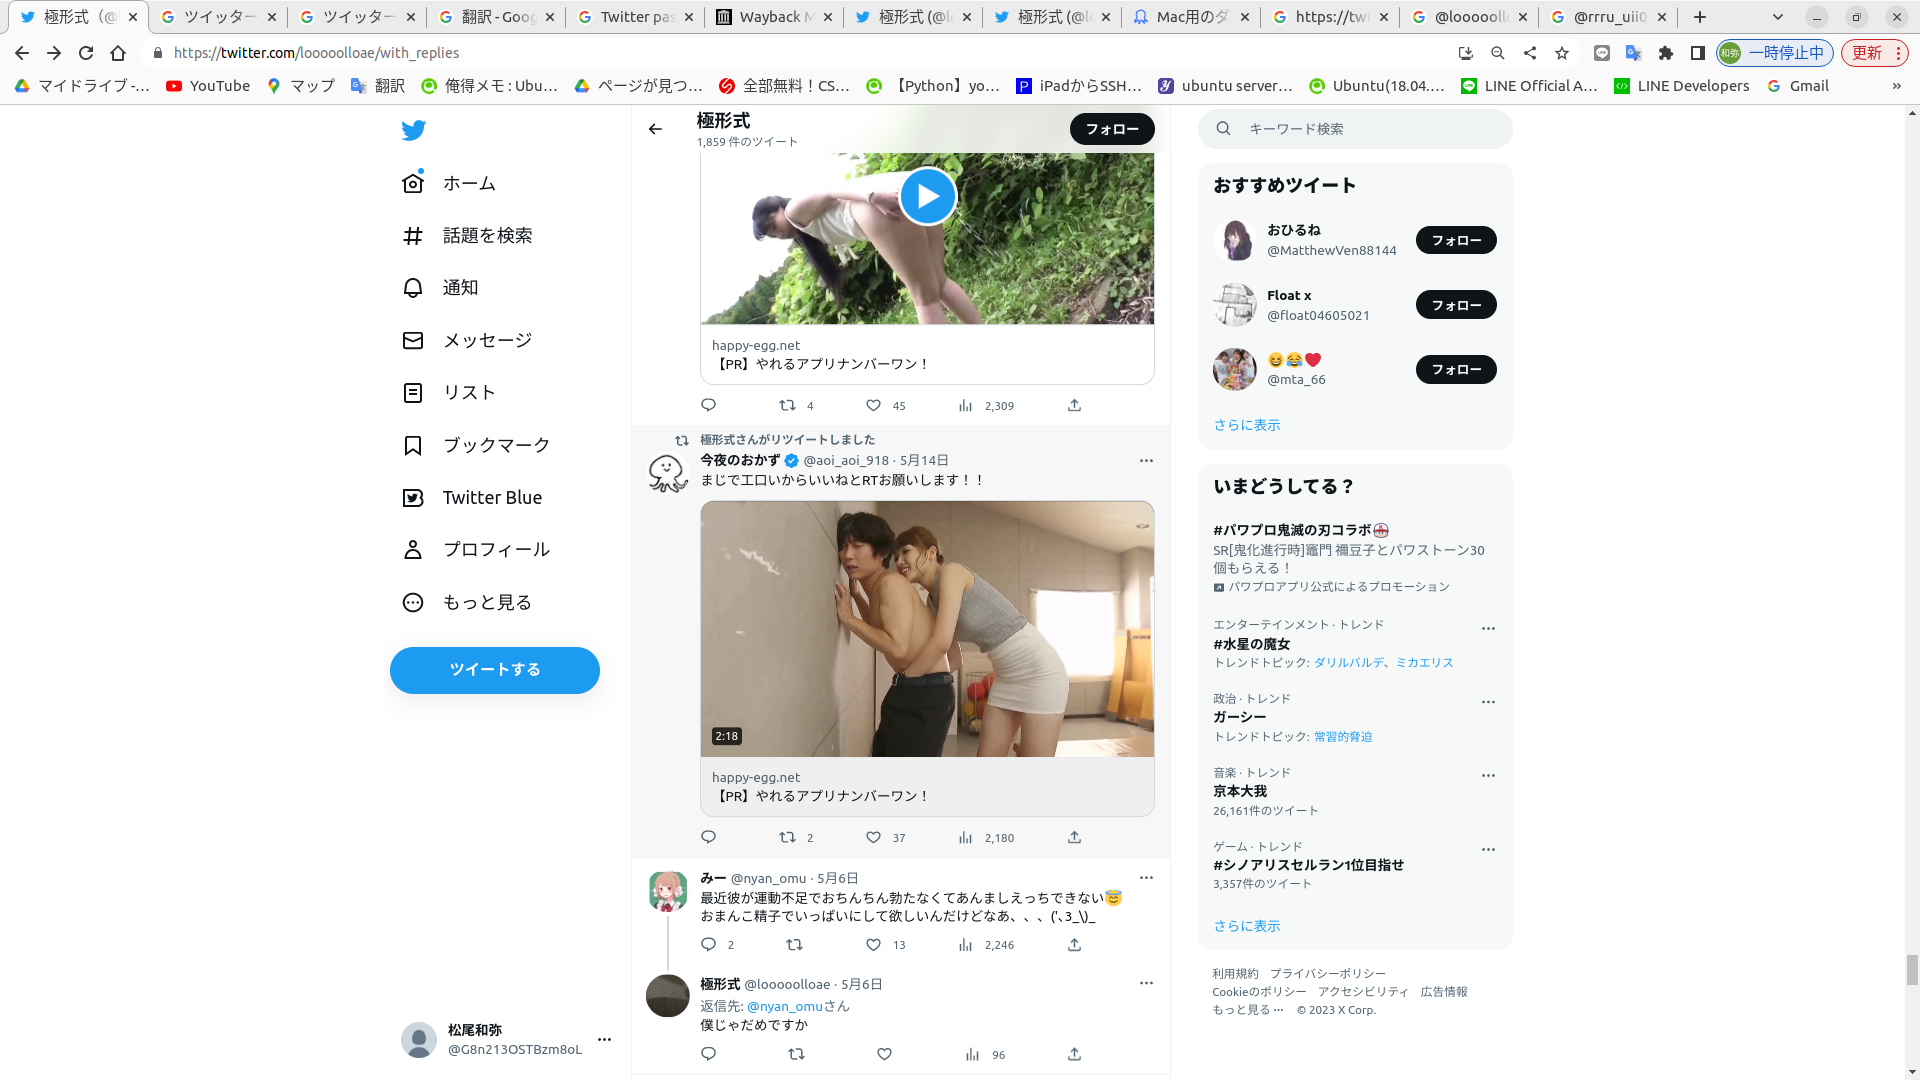 極形式（@
ツイッター
ツイッター
翻訳 - Goog
Twitter pas
Wayback M
極形式 (@lo
極形式 (@lo
Mac用のダ
https://twi
@looooollo
@rrru_uii0
https://twitter.com/looooolloae/with_replies
和弥
一時停止中
更新
マイドライブ -...
YouTube
マップ
翻訳
俺得メモ : Ubu...
ページが見つ...
全部無料！CS...
【Python】yo...
iPadからSSH...
ubuntu server...
Ubuntu(18.04....
LINE Official A...
LINE Developers
Gmail
»
ホーム
話題を検索
通知
メッセージ
リスト
ブックマーク
Twitter Blue
プロフィール
もっと見る
ツイートする
松尾和弥
@G8n213OSTBzm8oL
極形式
1,859 件のツイート
フォロー
happy-egg.net
【PR】やれるアプリナンバーワン！
4
45
2,309
極形式さんがリツイートしました
今夜のおかず @aoi_aoi_918 · 5月14日
まじで工口いからいいねとRTお願いします！！
2:18
happy-egg.net
【PR】やれるアプリナンバーワン！
2
37
2,180
みー @nyan_omu · 5月6日
最近彼が運動不足でおちんちん勃たなくてあんましえっちできない😇
おまんこ精子でいっぱいにして欲しいんだけどなあ、、、('､3_\)_
2
13
2,246
極形式 @looooolloae · 5月6日
返信先: @nyan_omuさん
僕じゃだめですか
96
キーワード検索
おすすめツイート
おひるね
@MatthewVen88144
フォロー
Float x
@float04605021
フォロー
😆😂❤️
@mta_66
フォロー
さらに表示
いまどうしてる？
#パワプロ鬼滅の刃コラボ
SR[鬼化進行時]竈門 禰豆子とパワストーン30
個もらえる！
パワプロアプリ公式によるプロモーション
エンターテインメント · トレンド
#水星の魔女
トレンドトピック: ダリルバルデ、ミカエリス
政治 · トレンド
ガーシー
トレンドトピック: 常習的脅迫
音楽 · トレンド
京本大我
26,161件のツイート
ゲーム · トレンド
#シノアリスセルラン1位目指せ
3,357件のツイート
さらに表示
利用規約 プライバシーポリシー
Cookieのポリシー アクセシビリティ 広告情報
もっと見る ··· © 2023 X Corp.